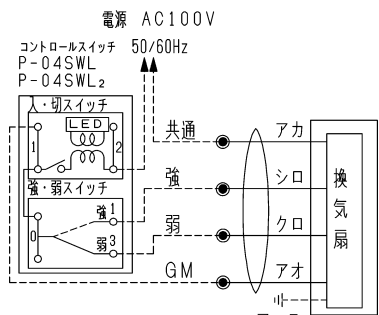 電源 AC100V
50/60Hz
コントロールスイッチ
P-04SWL
P-04SWL₂
入・切スイッチ
LED
1
2
強・弱スイッチ
0
強 1
弱 3
共通
アカ
強
シロ
弱
クロ
GM
アオ
換気扇